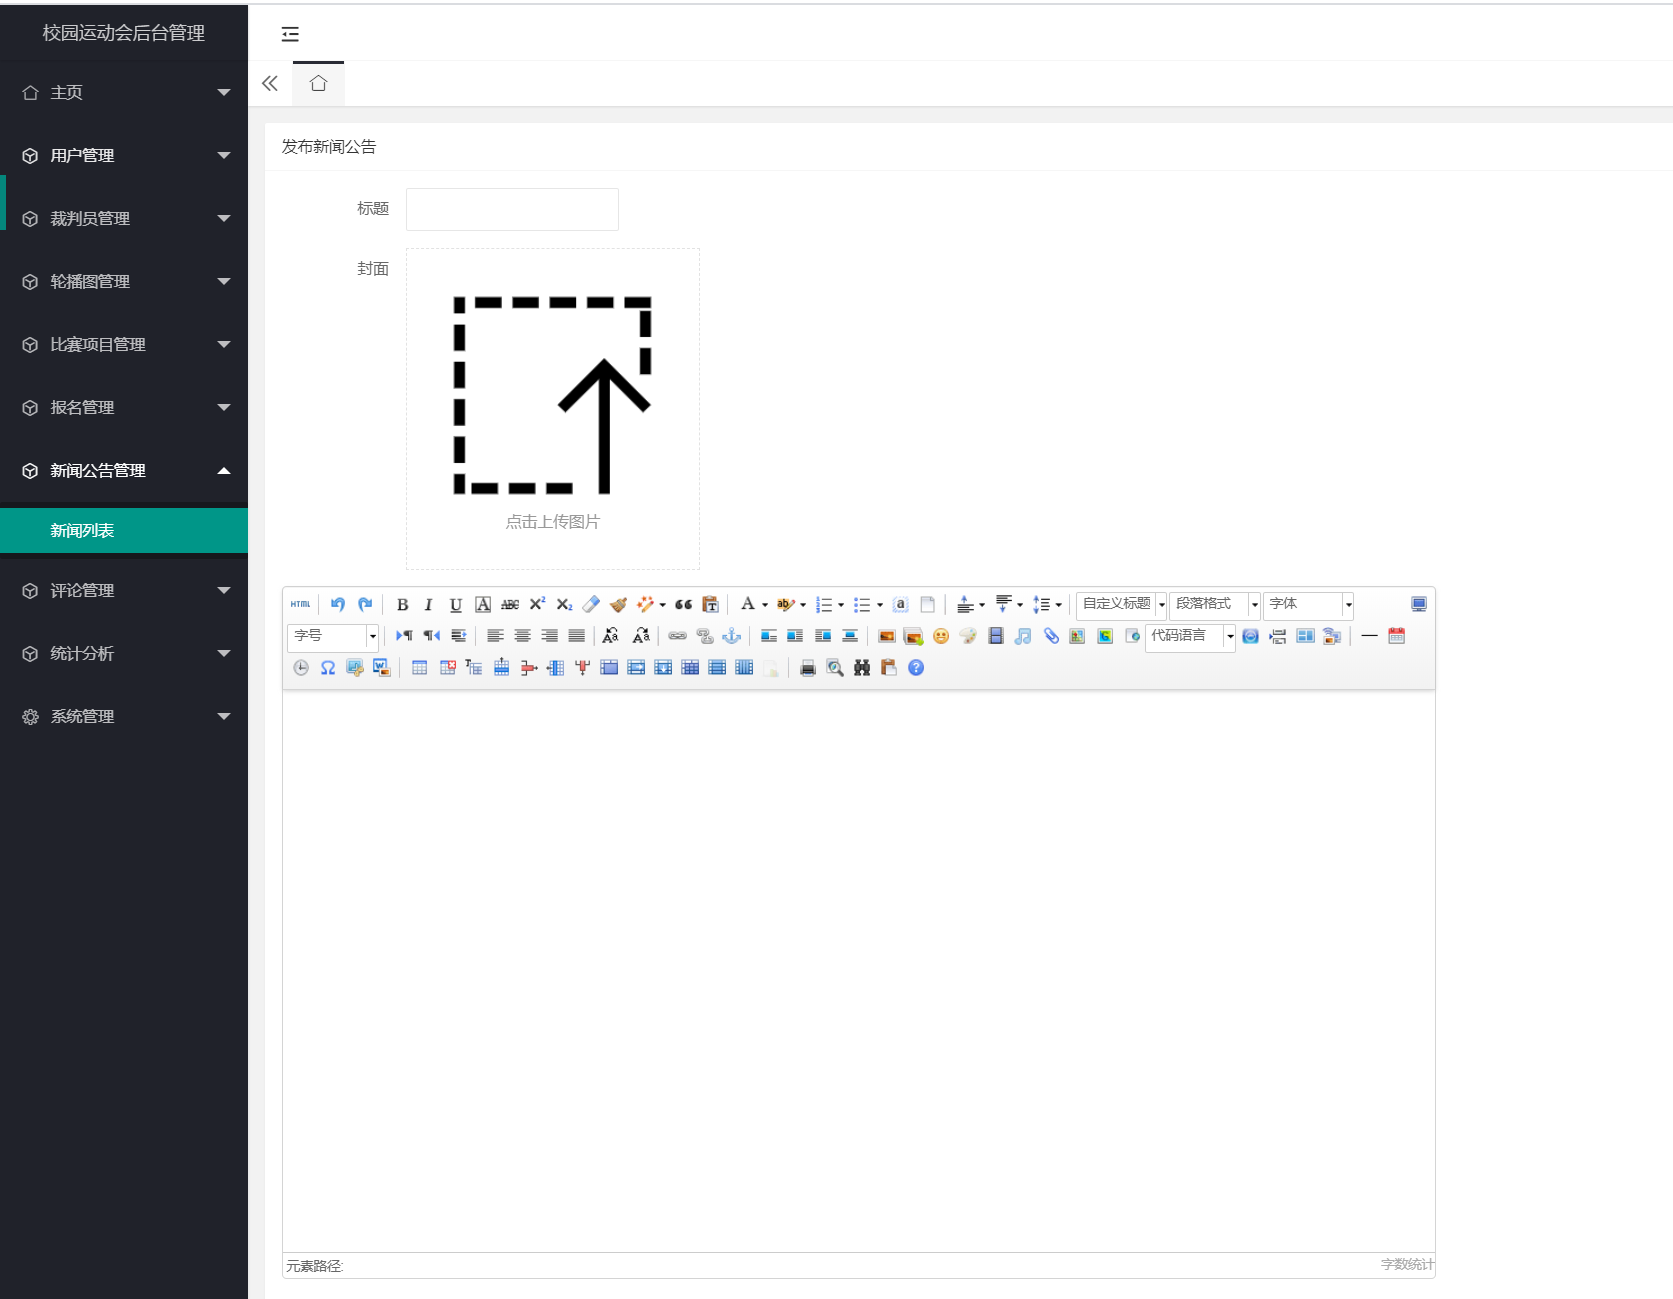 校园运动会后台管理
主页
用户管理
裁判员管理
轮播图管理
比赛项目管理
报名管理
新闻公告管理
新闻列表
评论管理
统计分析
系统管理
发布新闻公告
标题
封面
点击上传图片
HTML B I U A ABC X² X₂ A ab a 自定义标题 段落格式 字体
字号 Aa Aa 代码语言
Ω W T ?
元素路径: 字数统计